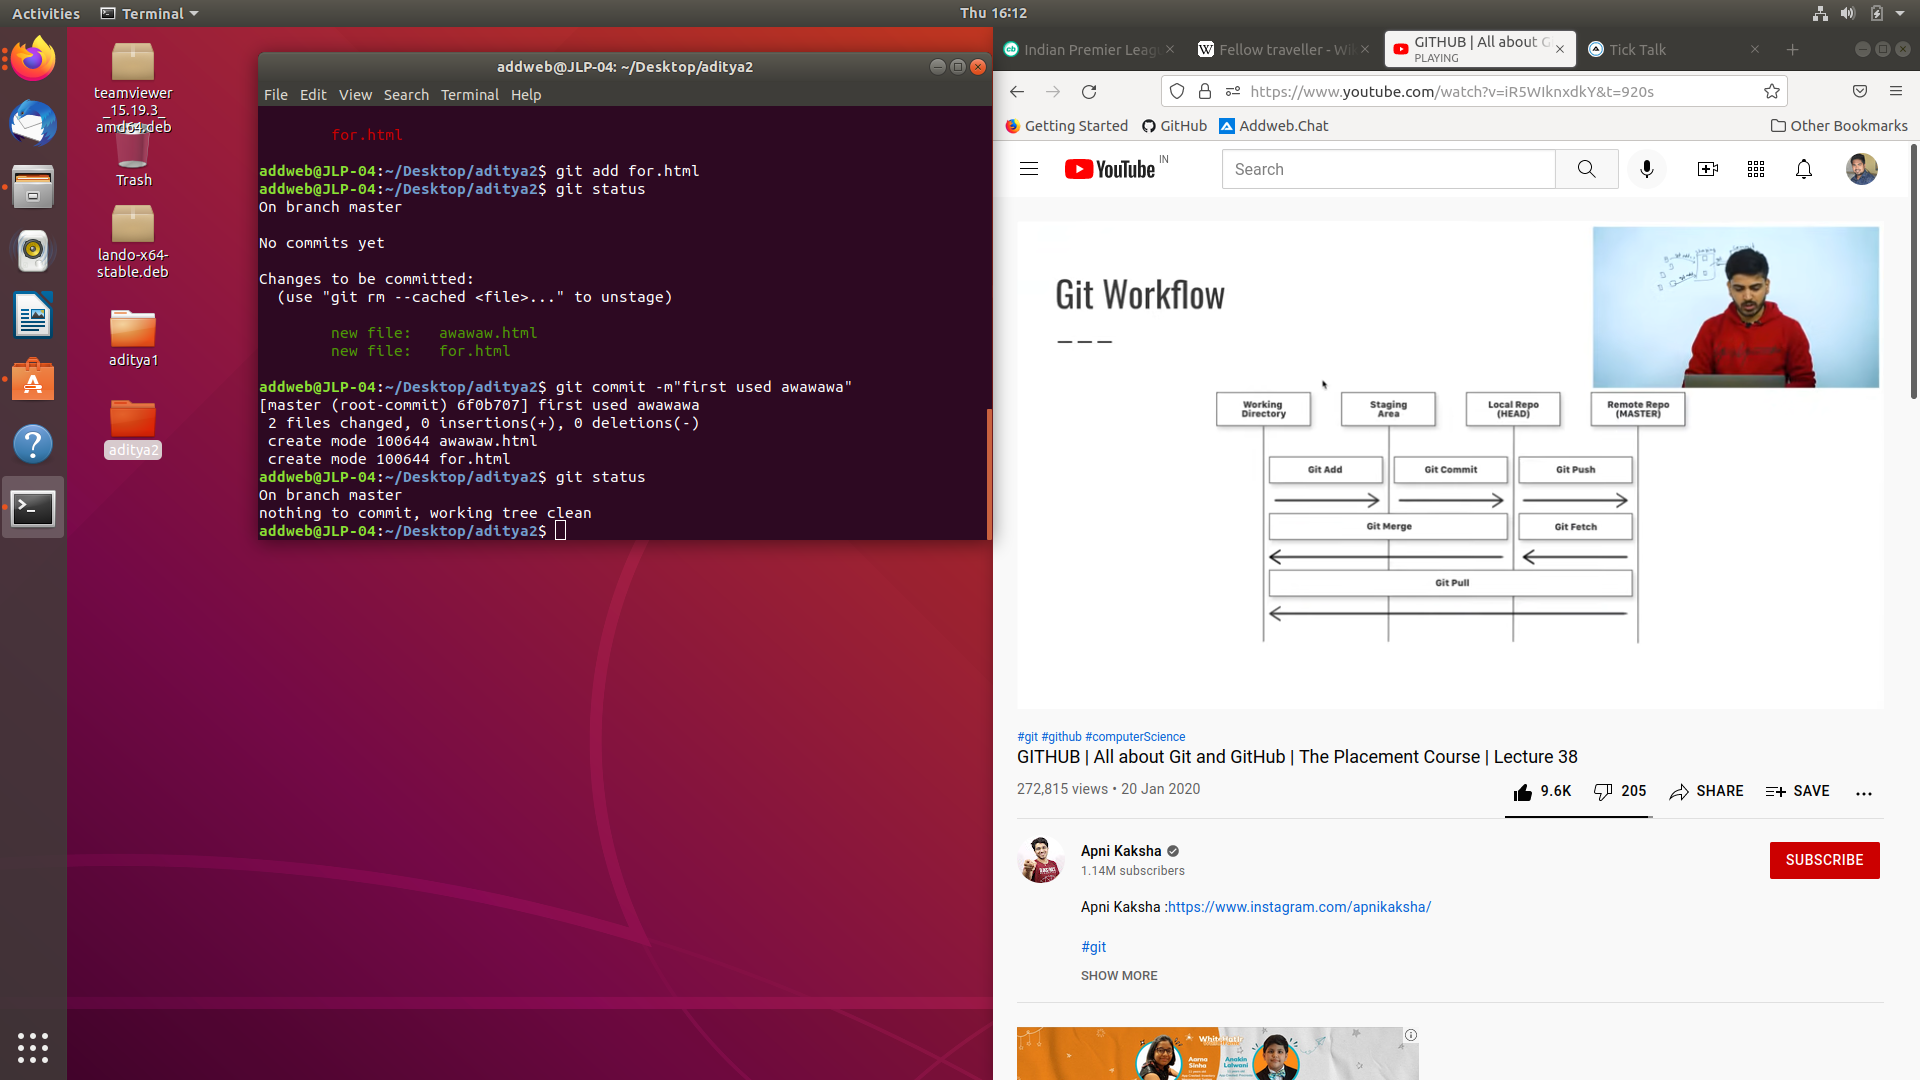 Activities
Terminal
Thu 16:12
teamviewer
_15.19.3_
amd64.deb
Trash
lando-x64-
stable.deb
aditya1
aditya2
addweb@JLP-04: ~/Desktop/aditya2
File Edit View Search Terminal Help
for.html
addweb@JLP-04:~/Desktop/aditya2$ git add for.html
addweb@JLP-04:~/Desktop/aditya2$ git status
On branch master
No commits yet
Changes to be committed:
(use "git rm --cached <file>..." to unstage)
new file: awawaw.html
new file: for.html
addweb@JLP-04:~/Desktop/aditya2$ git commit -m"first used awawawa"
[master (root-commit) 6f0b707] first used awawawa
2 files changed, 0 insertions(+), 0 deletions(-)
create mode 100644 awawaw.html
create mode 100644 for.html
addweb@JLP-04:~/Desktop/aditya2$ git status
On branch master
nothing to commit, working tree clean
addweb@JLP-04:~/Desktop/aditya2$
Indian Premier Leagu
Fellow traveller - Wik
GITHUB | All about G
PLAYING
Tick Talk
https://www.youtube.com/watch?v=iR5WIknxdkY&t=920s
Getting Started
GitHub
Addweb.Chat
Other Bookmarks
YouTube IN
Search
Git Workflow
Working
Directory
Staging
Area
Local Repo
(HEAD)
Remote Repo
(MASTER)
Git Add
Git Commit
Git Push
Git Merge
Git Fetch
Git Pull
#git #github #computerScience
GITHUB | All about Git and GitHub | The Placement Course | Lecture 38
272,815 views • 20 Jan 2020
9.6K
205
SHARE
SAVE
Apni Kaksha
1.14M subscribers
SUBSCRIBE
Apni Kaksha :https://www.instagram.com/apnikaksha/
#git
SHOW MORE
Aarna
Sinha
Anakin
Lalwani